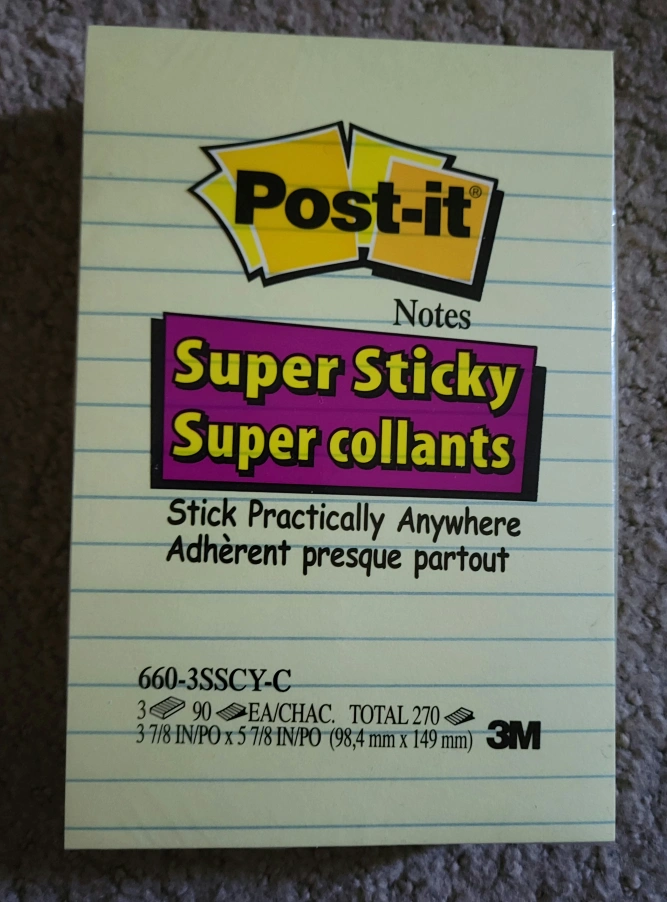 Post-it®
Notes
Super Sticky
Super collants
Stick Practically Anywhere
Adhèrent presque partout
660-3SSCY-C
3 90 EA/CHAC. TOTAL 270
3 7/8 IN/PO x 5 7/8 IN/PO (98,4 mm x 149 mm) 3M